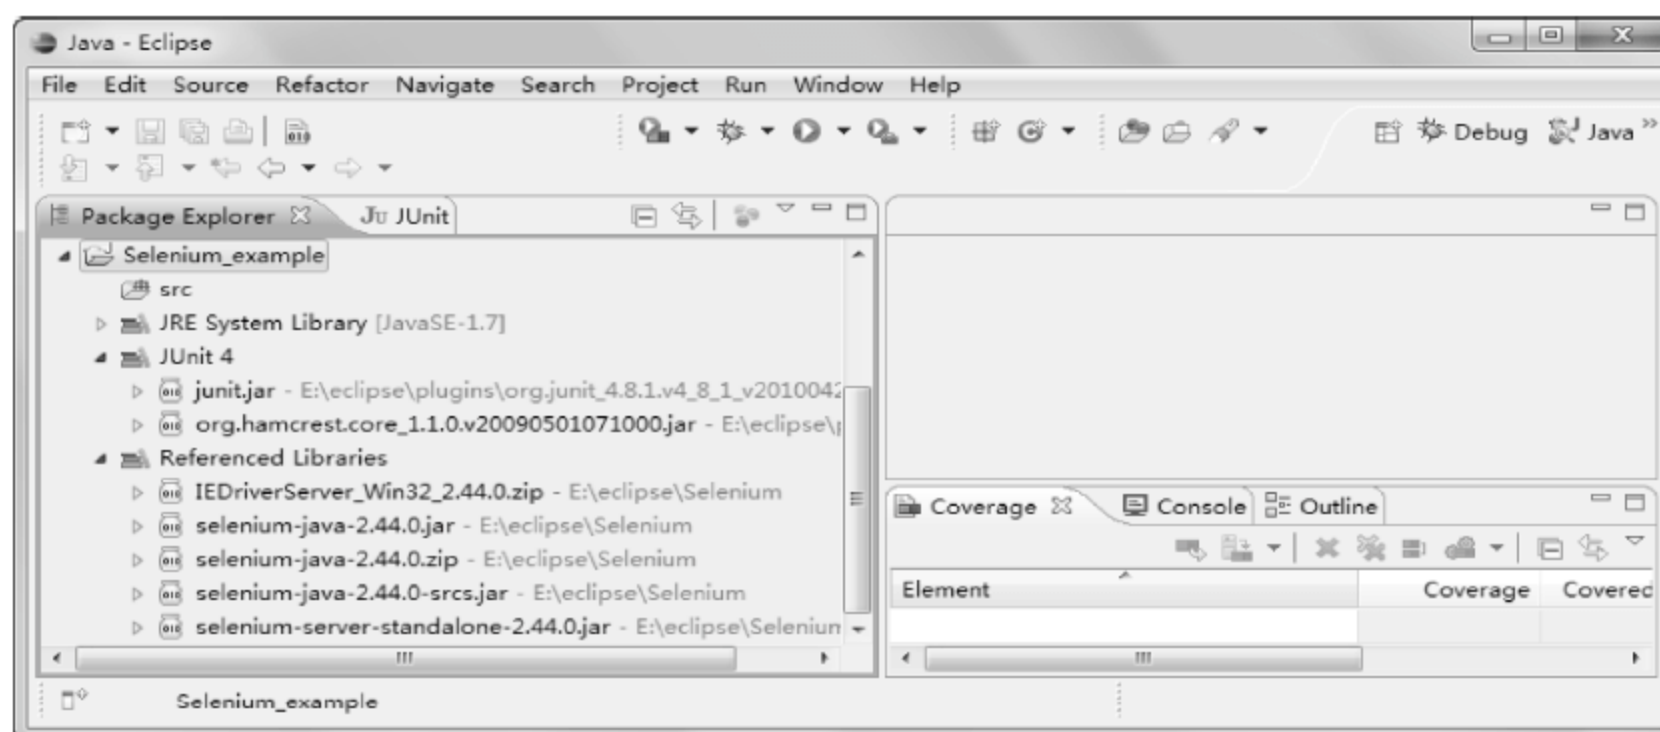 Java - Eclipse
File Edit Source Refactor Navigate Search Project Run Window Help
Debug Java »
Package Explorer JUnit
Selenium_example
src
JRE System Library [JavaSE-1.7]
JUnit 4
junit.jar - E:\eclipse\plugins\org.junit_4.8.1.v4_8_1_v2010042
org.hamcrest.core_1.1.0.v20090501071000.jar - E:\eclipse\
Referenced Libraries
IEDriverServer_Win32_2.44.0.zip - E:\eclipse\Selenium
selenium-java-2.44.0.jar - E:\eclipse\Selenium
selenium-java-2.44.0.zip - E:\eclipse\Selenium
selenium-java-2.44.0-srcs.jar - E:\eclipse\Selenium
selenium-server-standalone-2.44.0.jar - E:\eclipse\Selenium
Coverage Console Outline
Element Coverage Covered
Selenium_example